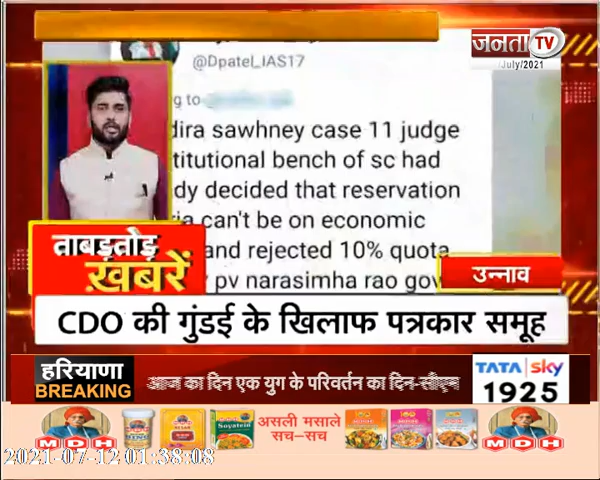 जनता TV
/July/2021
@DpateL_IAS17
g to
dira sawhney case 11 judge
titutional bench of sc had
dy decided that reservation
ria can't be on economic
and rejected 10% quota
pv narasimha rao gov
ताबड़तोड़
ख़बरें
उन्नाव
CDO की गुंडई के खिलाफ पत्रकार समूह
हरियाणा
BREAKING
आज का दिन एक युग के परिवर्तन का दिन-सीएम
TATA sky
1925
MDH
असली मसाले
सच-सच
MDH
2021-07-12 01:38:08